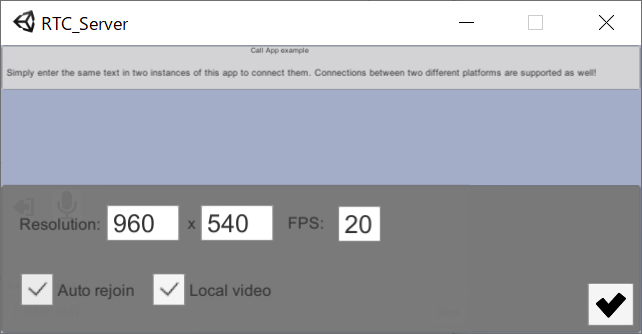 RTC_Server
Call App example
Simply enter the same text in two instances of this app to connect them. Connections between two different platforms are supported as well!
Resolution: 960 x 540 FPS: 20
Auto rejoin Local video